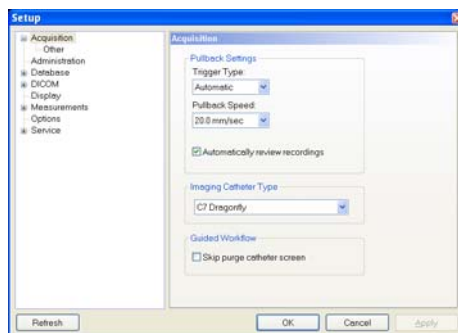 Setup
Acquisition
Other
Administration
Database
DICOM
Display
Measurements
Options
Service
Acquisition
Pullback Settings
Trigger Type:
Automatic
Pullback Speed:
20.0 mm/sec
Automatically review recordings
Imaging Catheter Type
C7 Dragonfly
Guided Workflow
Skip purge catheter screen
Refresh
OK
Cancel
Apply